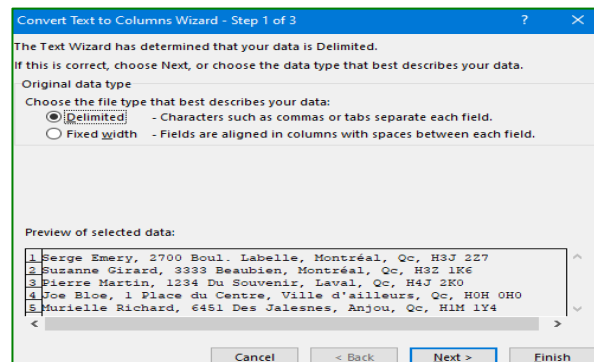 Convert Text to Columns Wizard - Step 1 of 3 ? ×
The Text Wizard has determined that your data is Delimited.
If this is correct, choose Next, or choose the data type that best describes your data.
Original data type
Choose the file type that best describes your data:
Delimited - Characters such as commas or tabs separate each field.
Fixed width - Fields are aligned in columns with spaces between each field.
Preview of selected data:
1 Serge Emery, 2700 Boul. Labelle, Montréal, Qc, H3J 2Z7
2 Suzanne Girard, 3333 Beaubien, Montréal, Qc, H3Z 1K6
3 Pierre Martin, 1234 Du Souvenir, Laval, Qc, H4J 2K0
4 Joe Bloe, 1 Place du Centre, Ville d'ailleurs, Qc, H0H 0H0
5 Murielle Richard, 6451 Des Jalesnes, Anjou, Qc, H1M 1Y4
Cancel < Back Next > Finish